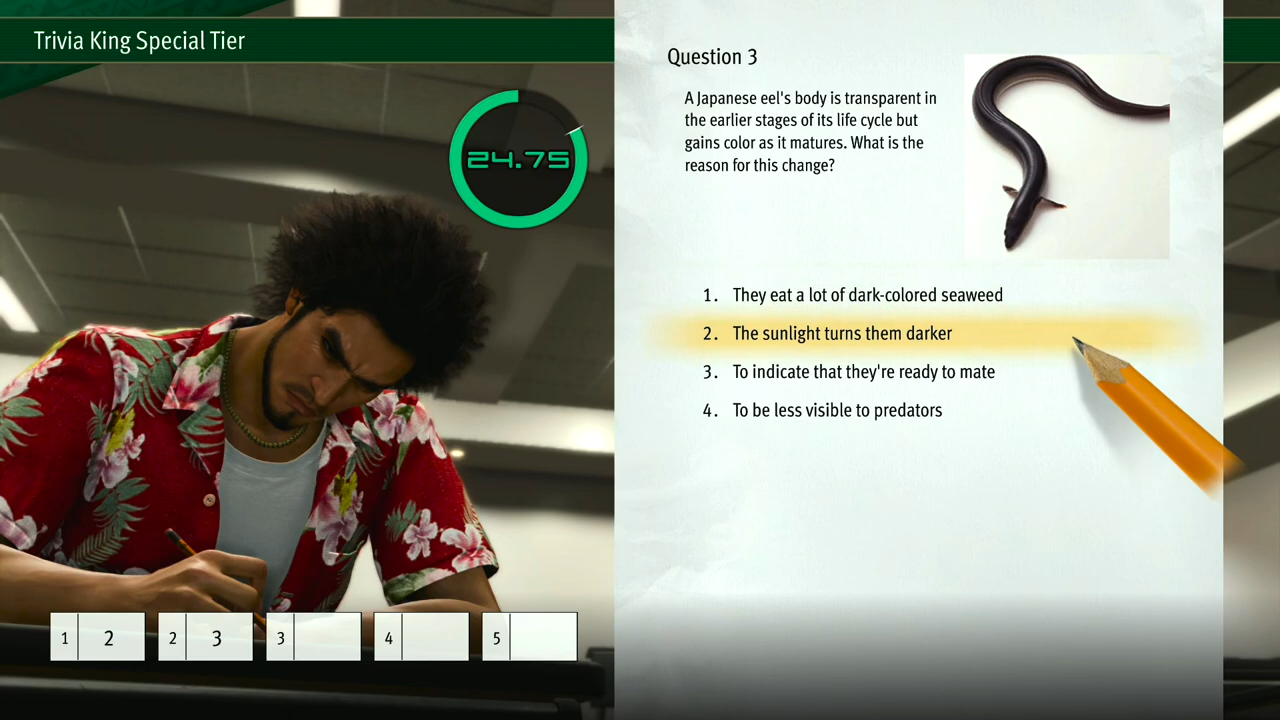 Trivia King Special Tier
24.75
Question 3
A Japanese eel's body is transparent in
the earlier stages of its life cycle but
gains color as it matures. What is the
reason for this change?
1. They eat a lot of dark-colored seaweed
2. The sunlight turns them darker
3. To indicate that they're ready to mate
4. To be less visible to predators
1 2 2 3 3 4 5